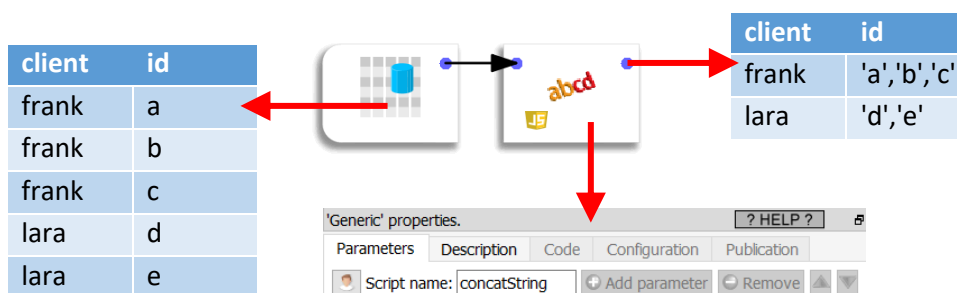 client id
frank a
frank b
frank c
lara d
lara e
abcd
JS
client id
frank 'a','b','c'
lara 'd','e'
'Generic' properties. ? HELP ?
Parameters Description Code Configuration Publication
Script name: concatString Add parameter Remove